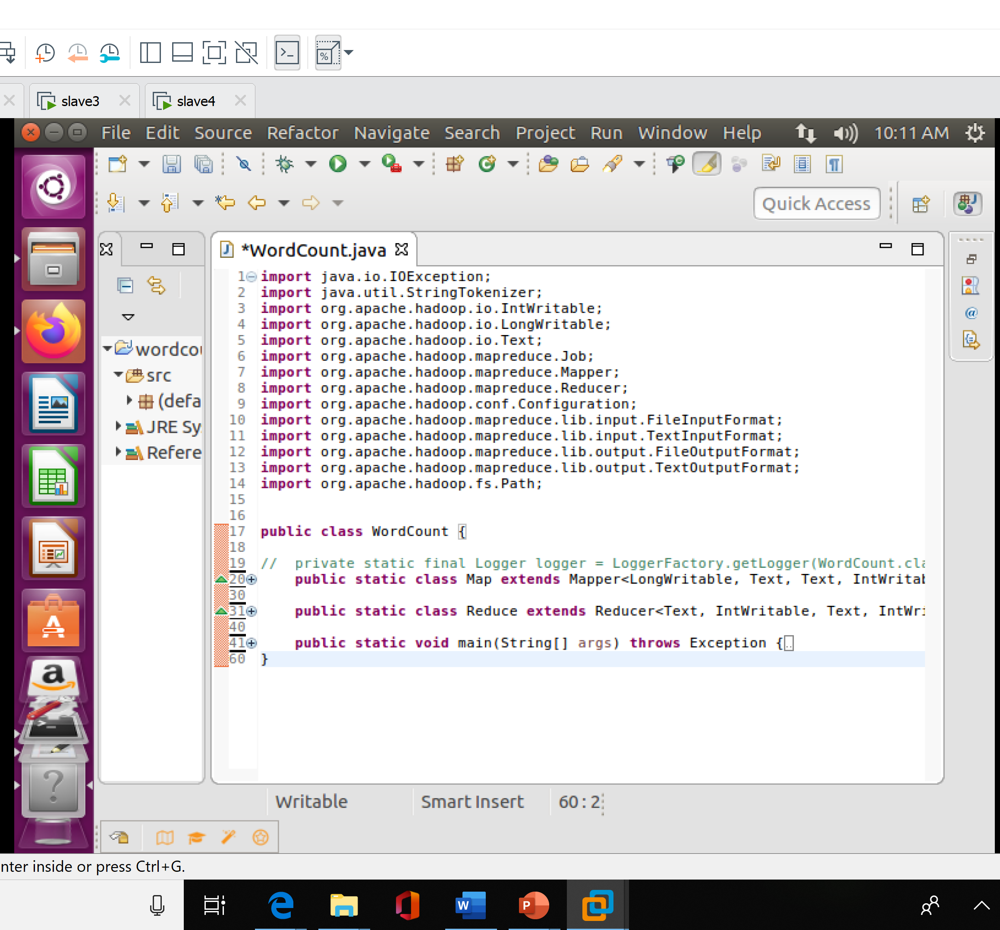 slave3
slave4
File Edit Source Refactor Navigate Search Project Run Window Help 10:11 AM
Quick Access
*WordCount.java
wordcou
src
(defa
JRE Sy
Refere
1 import java.io.IOException;
2 import java.util.StringTokenizer;
3 import org.apache.hadoop.io.IntWritable;
4 import org.apache.hadoop.io.LongWritable;
5 import org.apache.hadoop.io.Text;
6 import org.apache.hadoop.mapreduce.Job;
7 import org.apache.hadoop.mapreduce.Mapper;
8 import org.apache.hadoop.mapreduce.Reducer;
9 import org.apache.hadoop.conf.Configuration;
10 import org.apache.hadoop.mapreduce.lib.input.FileInputFormat;
11 import org.apache.hadoop.mapreduce.lib.input.TextInputFormat;
12 import org.apache.hadoop.mapreduce.lib.output.FileOutputFormat;
13 import org.apache.hadoop.mapreduce.lib.output.TextOutputFormat;
14 import org.apache.hadoop.fs.Path;
15
16
17 public class WordCount {
18
19 // private static final Logger logger = LoggerFactory.getLogger(WordCount.cla
20 public static class Map extends Mapper<LongWritable, Text, Text, IntWritab
30
31 public static class Reduce extends Reducer<Text, IntWritable, Text, IntWri
40
41 public static void main(String[] args) throws Exception {..
60 }
Writable Smart Insert 60 : 2
nter inside or press Ctrl+G.